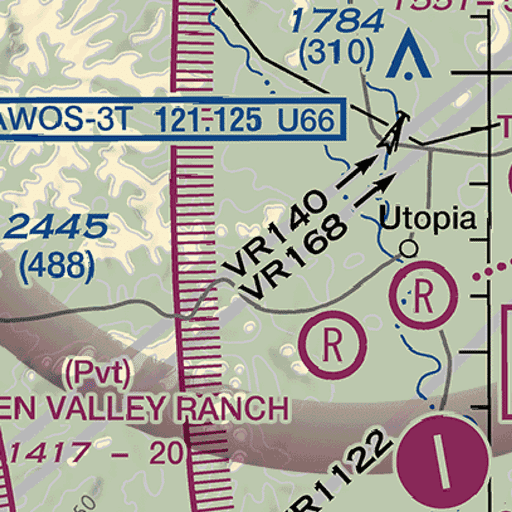 1784
(310)
AWOS-3T 121.125 U66
VR140
VR168
Utopia
2445
(488)
R
R
(Pvt)
EN VALLEY RANCH
1417 - 20
VR1122
50